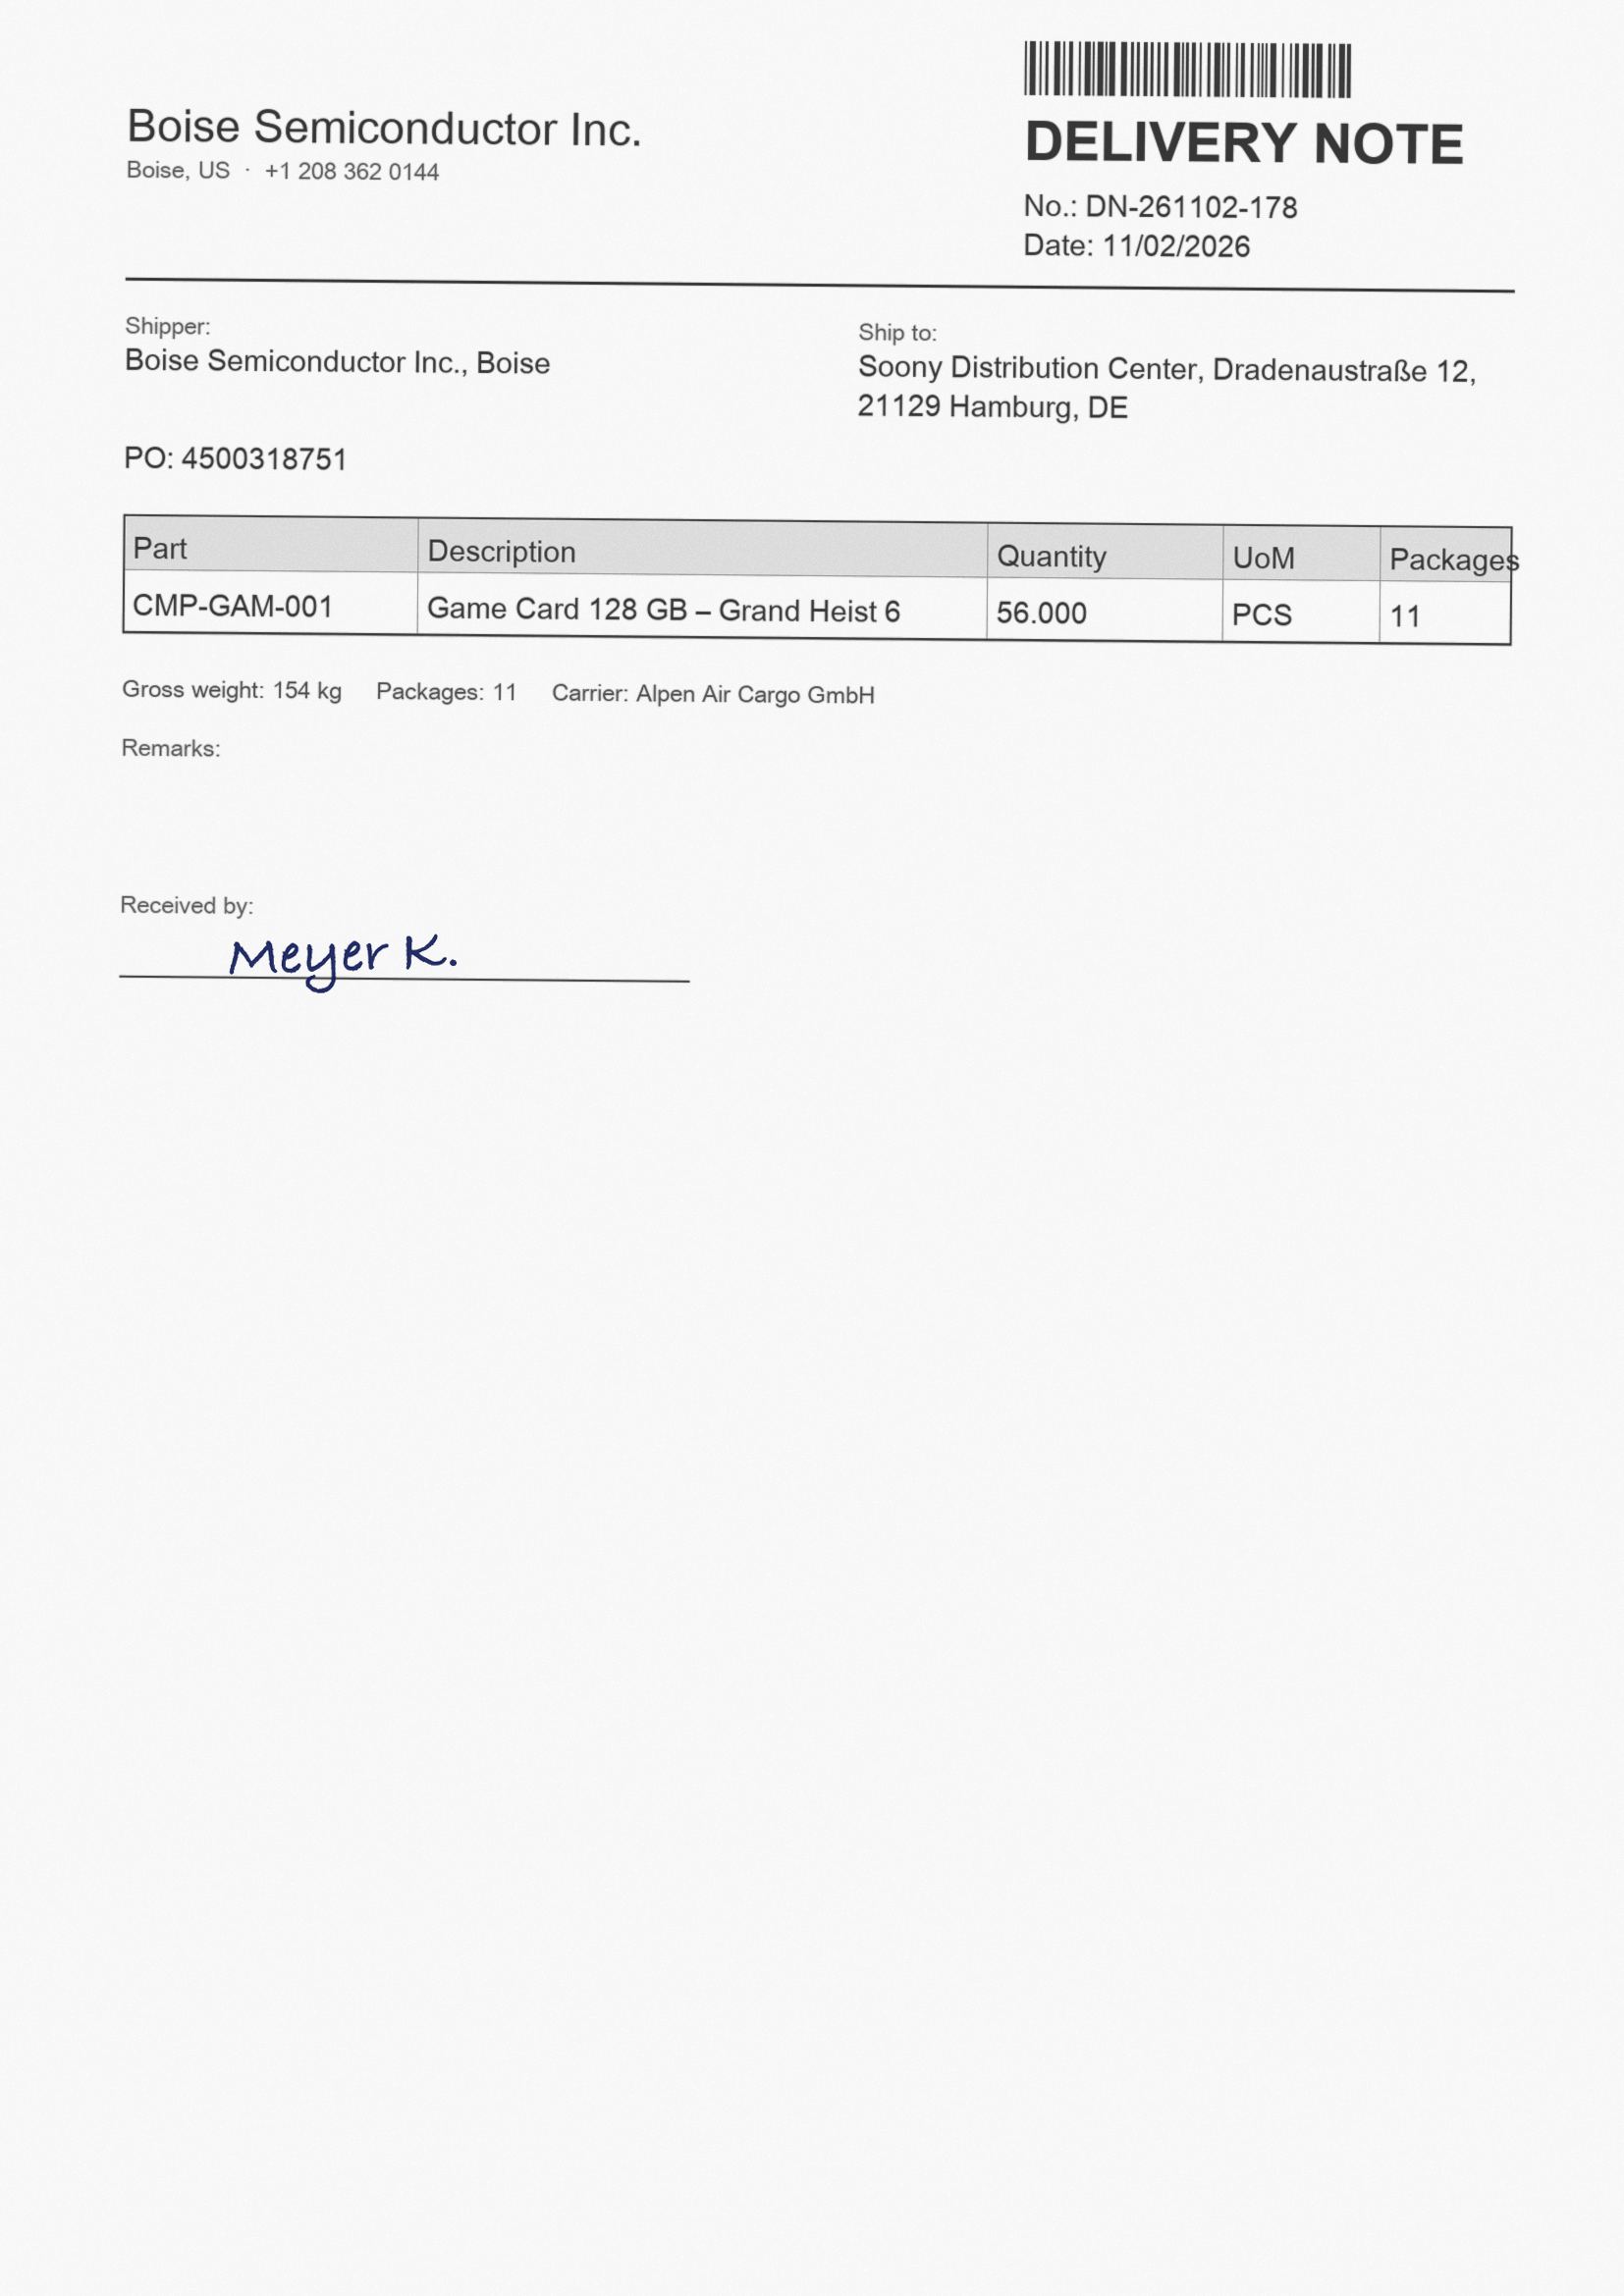 Boise Semiconductor Inc.
Boise, US · +1 208 362 0144
DELIVERY NOTE
No.: DN-261102-178
Date: 11/02/2026
Shipper:
Boise Semiconductor Inc., Boise
Ship to:
Soony Distribution Center, Dradenaustraße 12,
21129 Hamburg, DE
PO: 4500318751
Part Description Quantity UoM Packages
CMP-GAM-001 Game Card 128 GB – Grand Heist 6 56.000 PCS 11
Gross weight: 154 kg Packages: 11 Carrier: Alpen Air Cargo GmbH
Remarks:
Received by:
Meyer K.